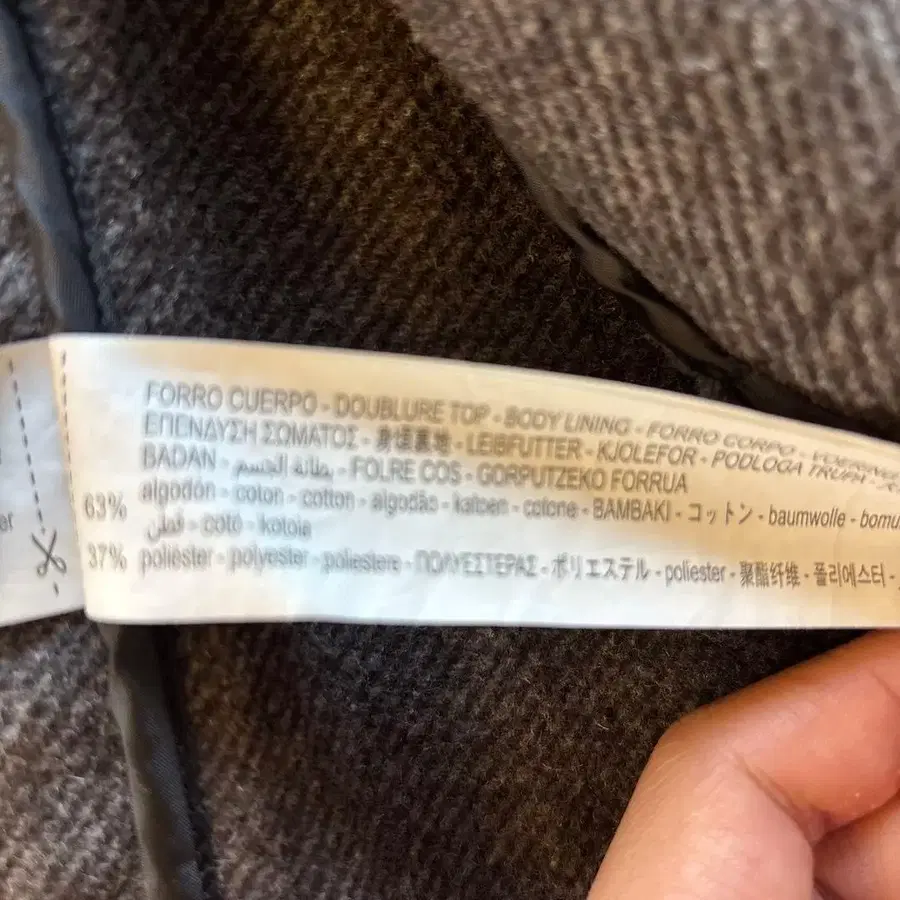 er
FORRO CUERPO - DOUBLURE TOP - BODY LINING - FORRO CORPO - VOERING
ΕΠΕΝΔΥΣΗ ΣΩΜΑΤΟΣ - 身頃裏地 - LEIBFUTTER - KJOLEFOR - PODLOGA TRUPA -
BADAN - بطانة الجسم - FOLRE COS - GORPUTZEKO FORRUA
63% algodón - coton - cotton - algodão - katoen - cotone - BAMBAKI - コットン - baumwolle - bomu
قطن - cotó - kotoia
37% poliéster - polyester - poliestere - ΠΟΛΥΕΣΤΕΡΑΣ - ポリエステル - poliester - 聚酯纤维 - 폴리에스터 -